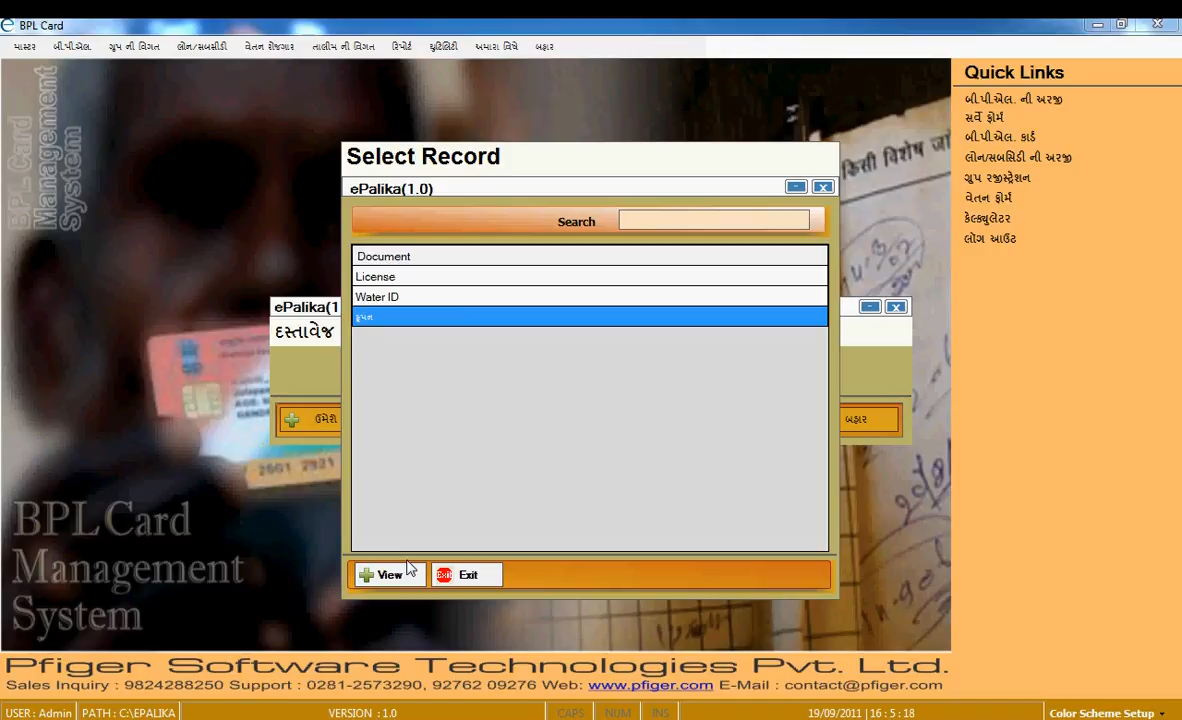 BPL Card
માસ્ટર બી.પી.એલ. ગ્રુપ ની વિગત લોન/સબસીડી વેતન રોજગાર તાલીમ ની વિગત રિપોર્ટ યુટિલિટી અમારા વિષે બહાર
BPL Card
Management
System
Quick Links
બી.પી.એલ. ની અરજી
સર્વે ફોર્મ
બી.પી.એલ. કાર્ડ
લોન/સબસિડી ની અરજી
ગ્રુપ રજીસ્ટ્રેશન
વેતન ફોર્મ
કેલ્ક્યુલેટર
લૉગ આઉટ
किसी विशेष
Select Record
ePalika(1.0)
Search
Document
License
Water ID
કૂપન
View Exit
ePalika(1
દસ્તાવેજ
ઉમેરો
બહાર
2601 2921
BPL Card
Management
System
Pfiger Software Technologies Pvt. Ltd.
Sales Inquiry : 9824288250 Support : 0281-2573290, 92762 09276 Web: www.pfiger.com E-Mail : contact@pfiger.com
USER : Admin PATH : C:\EPALIKA VERSION : 1.0 CAPS NUM INS 19/09/2011 | 16 : 5 : 18 Color Scheme Setup